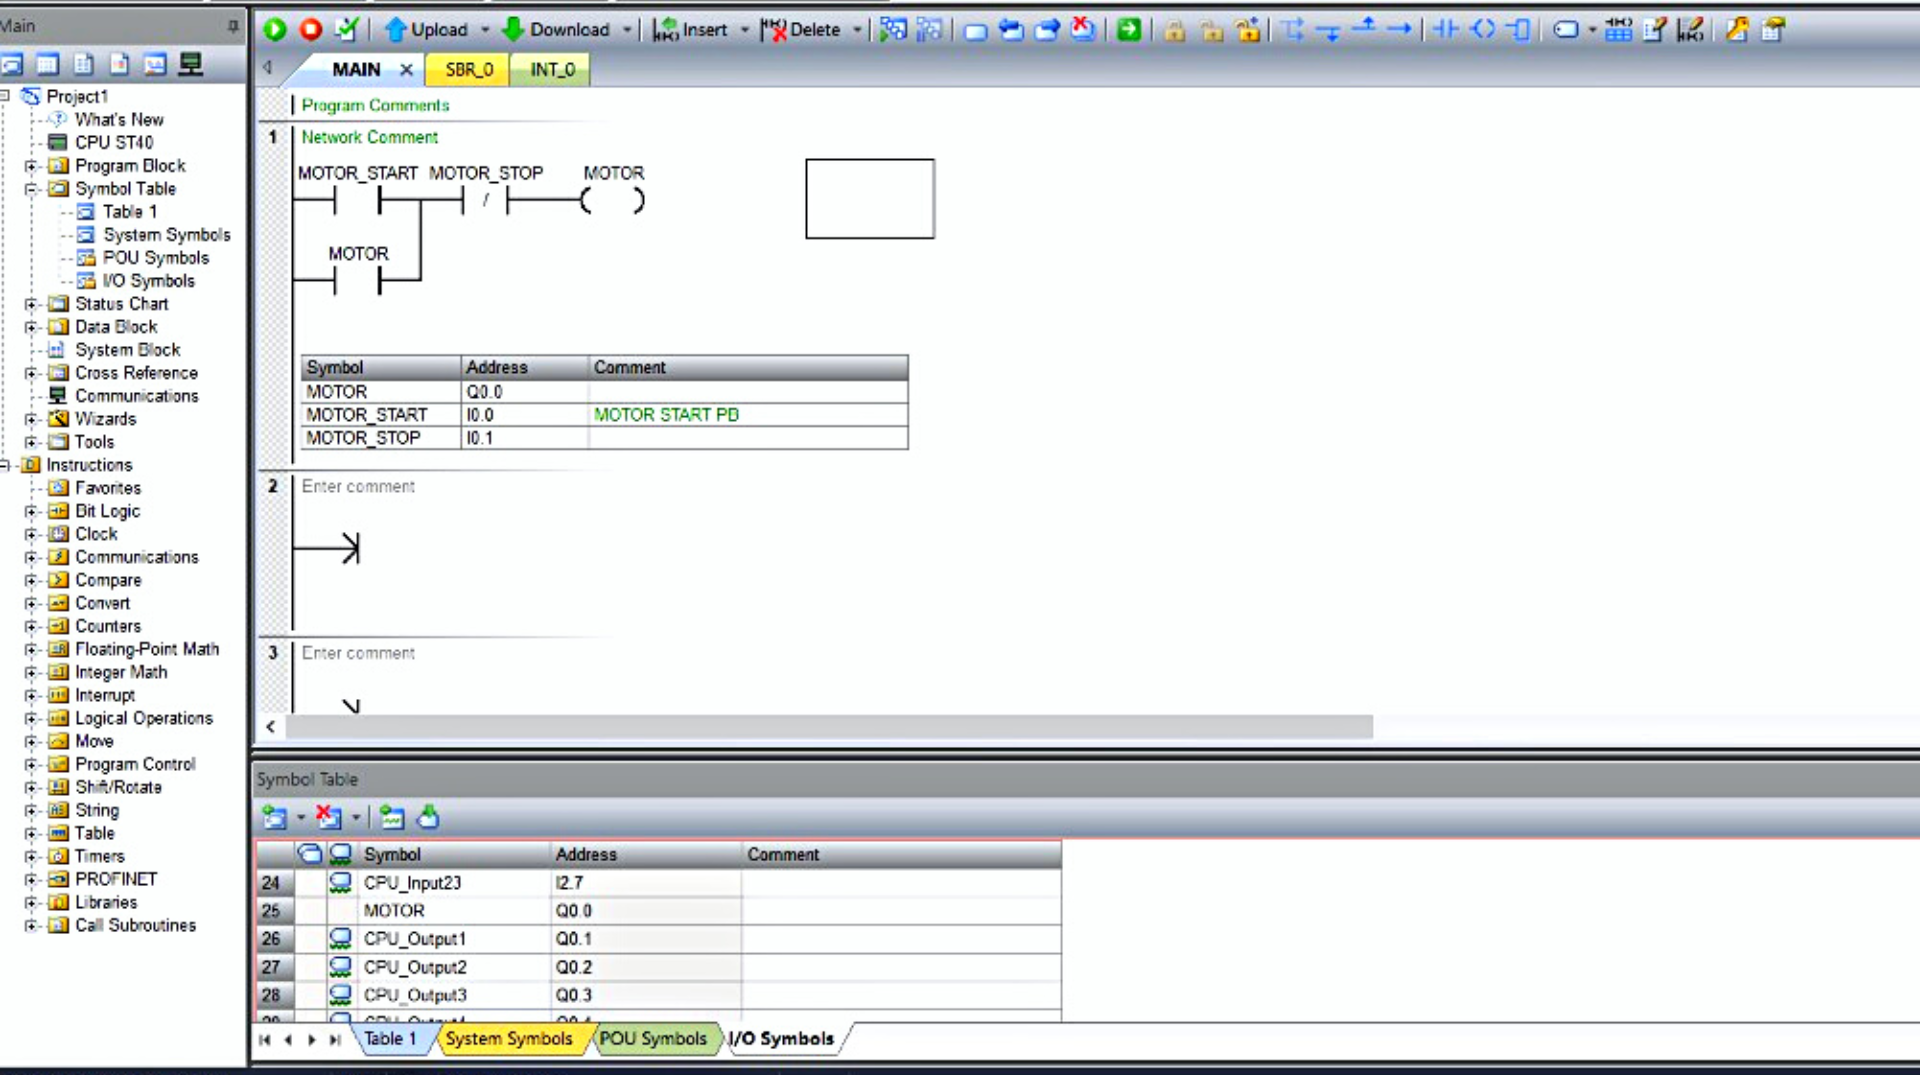 Main
Upload Download Insert Delete
MAIN SBR_0 INT_0
Project1
What's New
CPU ST40
Program Block
Symbol Table
Table 1
System Symbols
POU Symbols
I/O Symbols
Status Chart
Data Block
System Block
Cross Reference
Communications
Wizards
Tools
Instructions
Favorites
Bit Logic
Clock
Communications
Compare
Convert
Counters
Floating-Point Math
Integer Math
Interrupt
Logical Operations
Move
Program Control
Shift/Rotate
String
Table
Timers
PROFINET
Libraries
Call Subroutines
Program Comments
1 Network Comment
MOTOR_START MOTOR_STOP MOTOR
/
MOTOR
Symbol Address Comment
MOTOR Q0.0
MOTOR_START I0.0 MOTOR START PB
MOTOR_STOP I0.1
2 Enter comment
3 Enter comment
Symbol Table
Symbol Address Comment
24 CPU_Input23 I2.7
25 MOTOR Q0.0
26 CPU_Output1 Q0.1
27 CPU_Output2 Q0.2
28 CPU_Output3 Q0.3
29 CPU_Output4 Q0.4
Table 1 System Symbols POU Symbols I/O Symbols